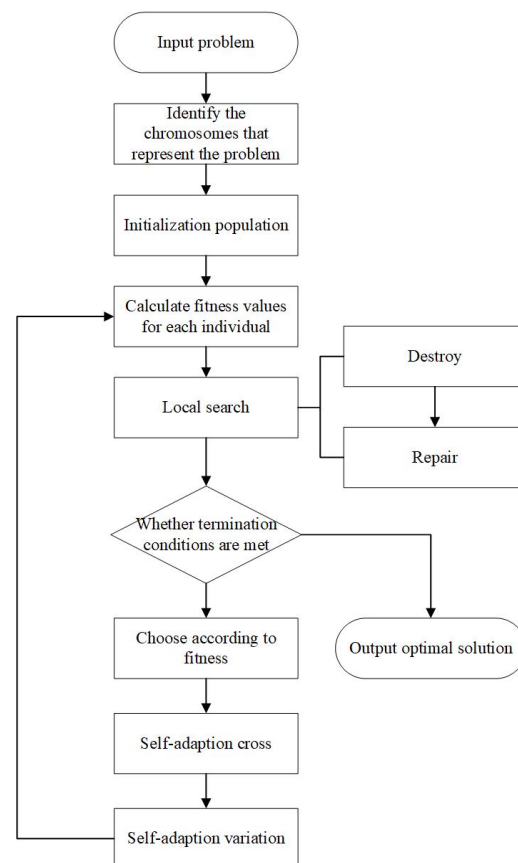 Input problem
Identify the
chromosomes that
represent the problem
Initialization population
Calculate fitness values
for each individual
Destroy
Local search
Repair
Whether termination
conditions are met
Choose according to
fitness
Output optimal solution
Self-adaption cross
Self-adaption variation